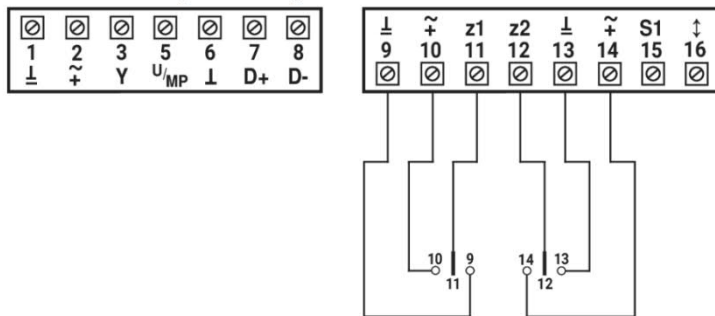 1 2 3 5 6 7 8
⊥ ~+ Y U/MP ⊥ D+ D-
⊥ ~+ z1 z2 ⊥ ~+ S1 ↕
9 10 11 12 13 14 15 16
10 9 14 13
11 12